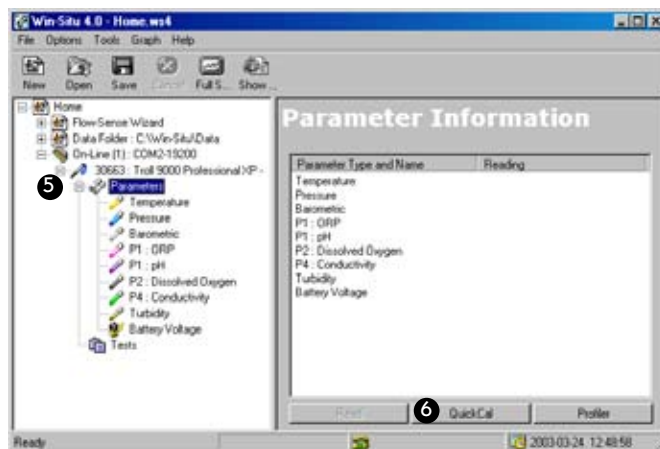 Win-Situ 4.0 - Home.ws4
File Options Tools Graph Help
New Open Save Cancel Full S... Show ...
Home
Flow-Sense Wizard
Data Folder : C:\Win-Situ\Data
On-Line (1) : COM2-19200
5
30663 : Troll 9000 Professional XP -
Parameters
Temperature
Pressure
Barometric
P1 : ORP
P1 : pH
P2 : Dissolved Oxygen
P4 : Conductivity
Turbidity
Battery Voltage
Tests
Parameter Information
Parameter Type and Name Reading
Temperature
Pressure
Barometric
P1 : ORP
P1 : pH
P2 : Dissolved Oxygen
P4 : Conductivity
Turbidity
Battery Voltage
Read 6 QuickCal Profiler
Ready 2003-03-24 12:48:58